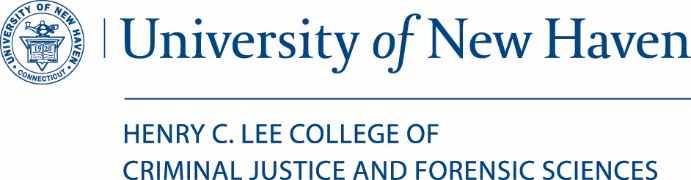 UNIVERSITY OF NEW HAVEN
1920
CONNECTICUT
University of New Haven
HENRY C. LEE COLLEGE OF
CRIMINAL JUSTICE AND FORENSIC SCIENCES